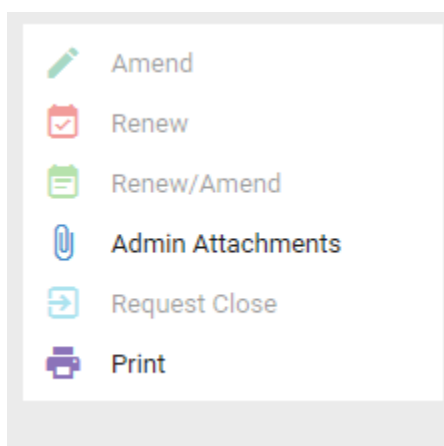 Amend
Renew
Renew/Amend
Admin Attachments
Request Close
Print